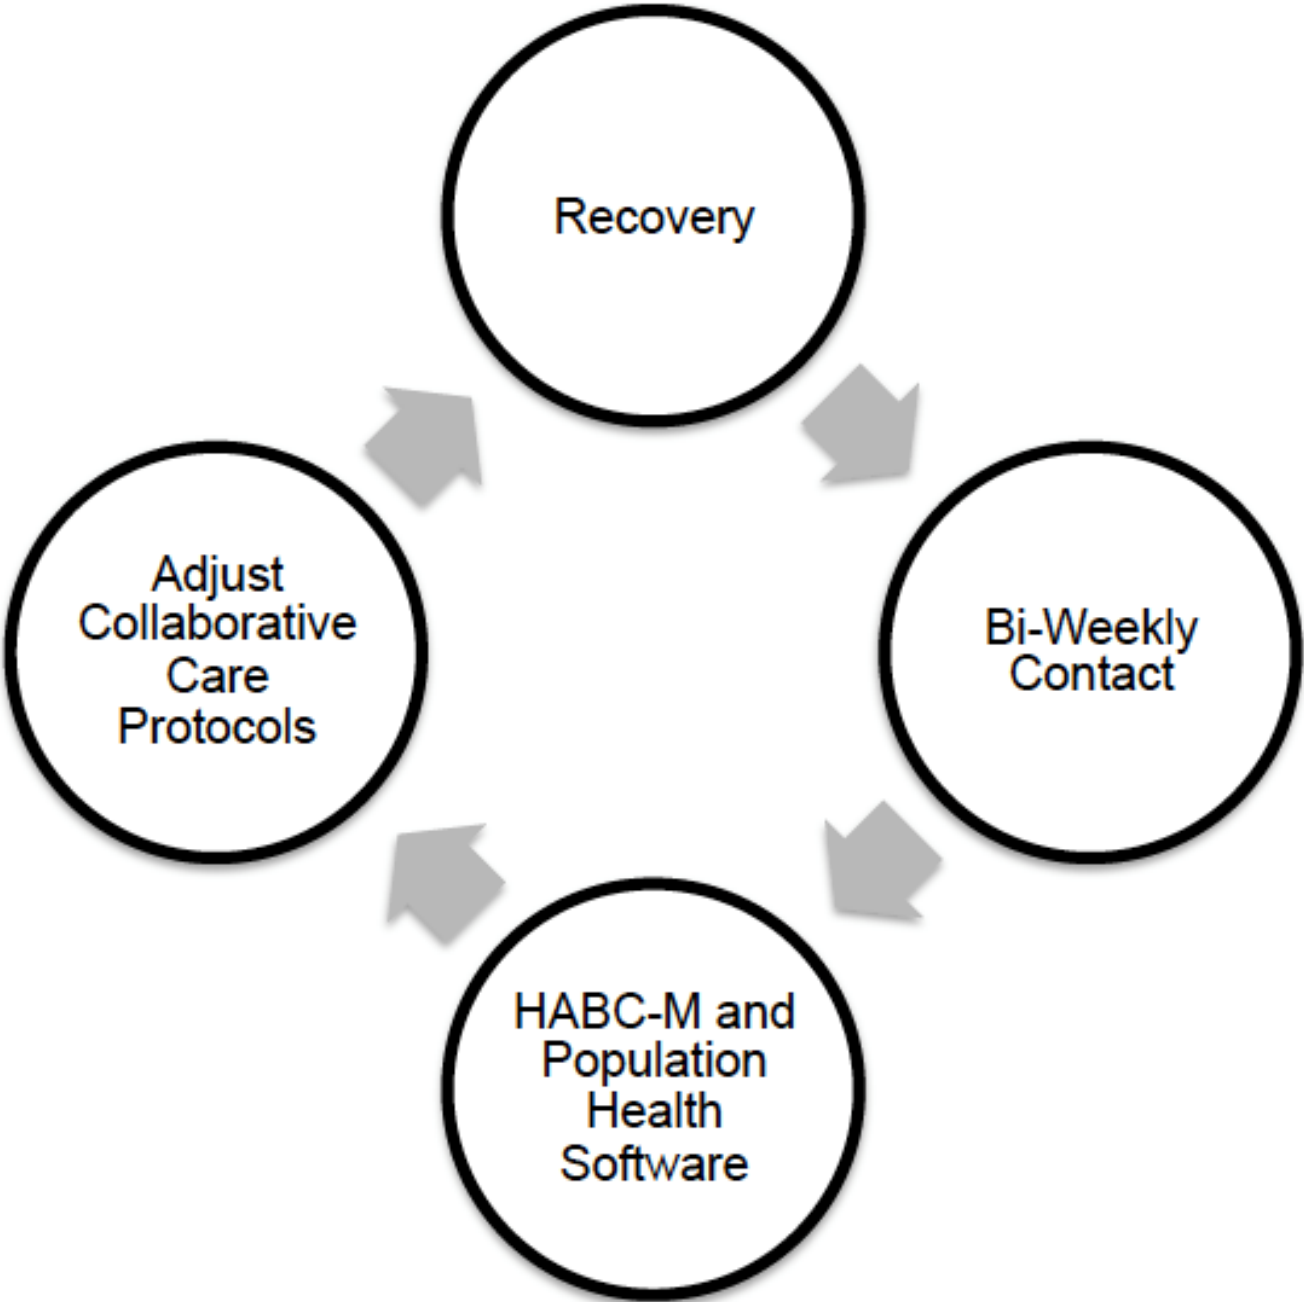 Recovery
Bi-Weekly
Contact
HABC-M and
Population
Health
Software
Adjust
Collaborative
Care
Protocols